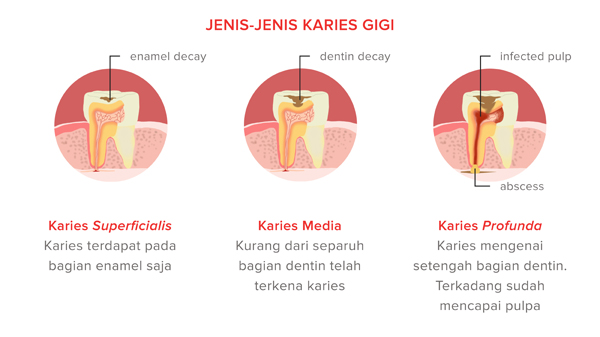 JENIS-JENIS KARIES GIGI
enamel decay
dentin decay
infected pulp
abscess
Karies Superficialis
Karies terdapat pada
bagian enamel saja
Karies Media
Kurang dari separuh
bagian dentin telah
terkena karies
Karies Profunda
Karies mengenai
setengah bagian dentin.
Terkadang sudah
mencapai pulpa